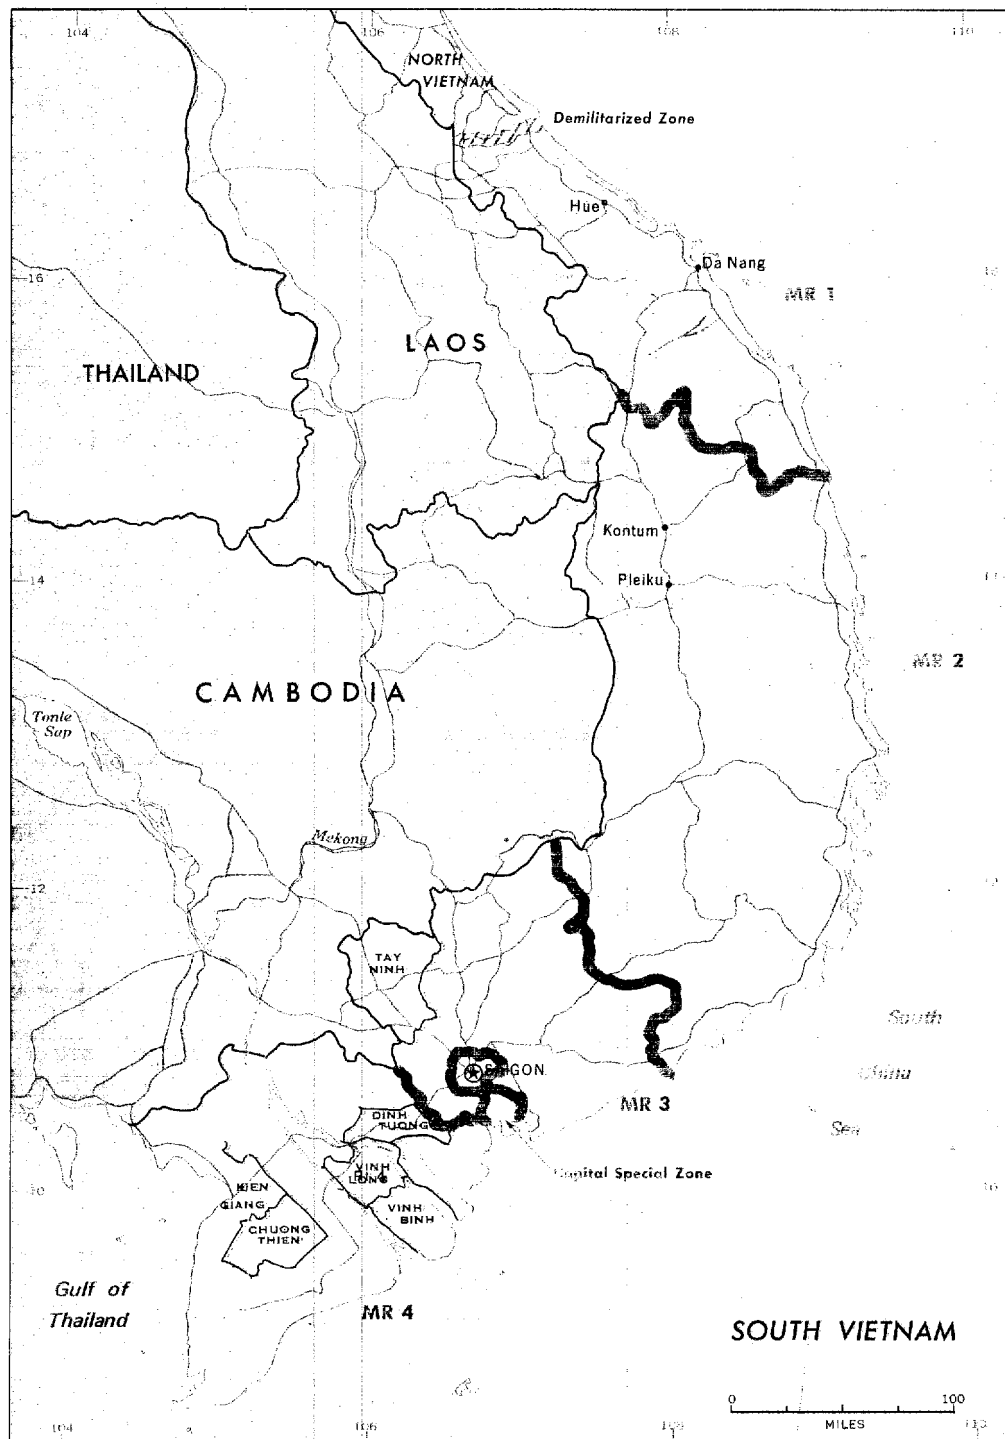 104
106
108
110
NORTH
VIETNAM
Demilitarized Zone
Hue
Da Nang
16
MR 1
LAOS
THAILAND
Kontum
Pleiku
14
MR 2
CAMBODIA
Tonle
Sap
Mekong
12
TAY
NINH
South
China
Sea
SAIGON
MR 3
DINH
TUONG
Capital Special Zone
VINH
LONG
KIEN
GIANG
VINH
BINH
CHUONG
THIEN
10
Gulf of
Thailand
MR 4
SOUTH VIETNAM
0
100
MILES
104
106
108